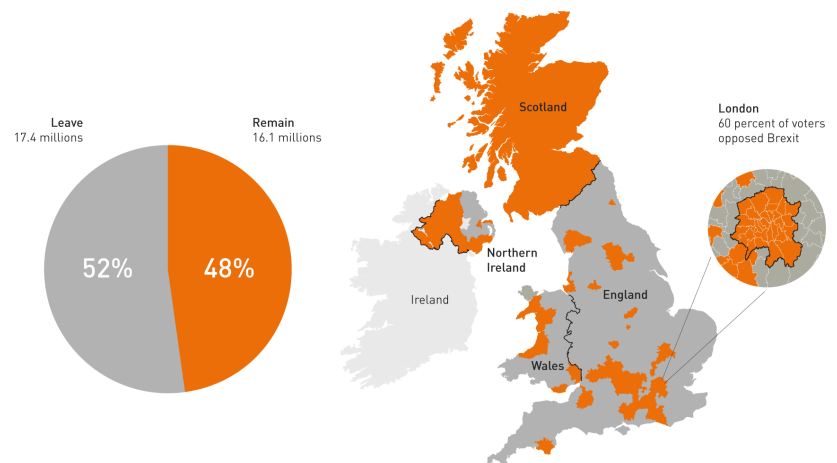 Leave
17.4 millions
Remain
16.1 millions
52%
48%
Scotland
Northern
Ireland
Ireland
England
Wales
London
60 percent of voters
opposed Brexit